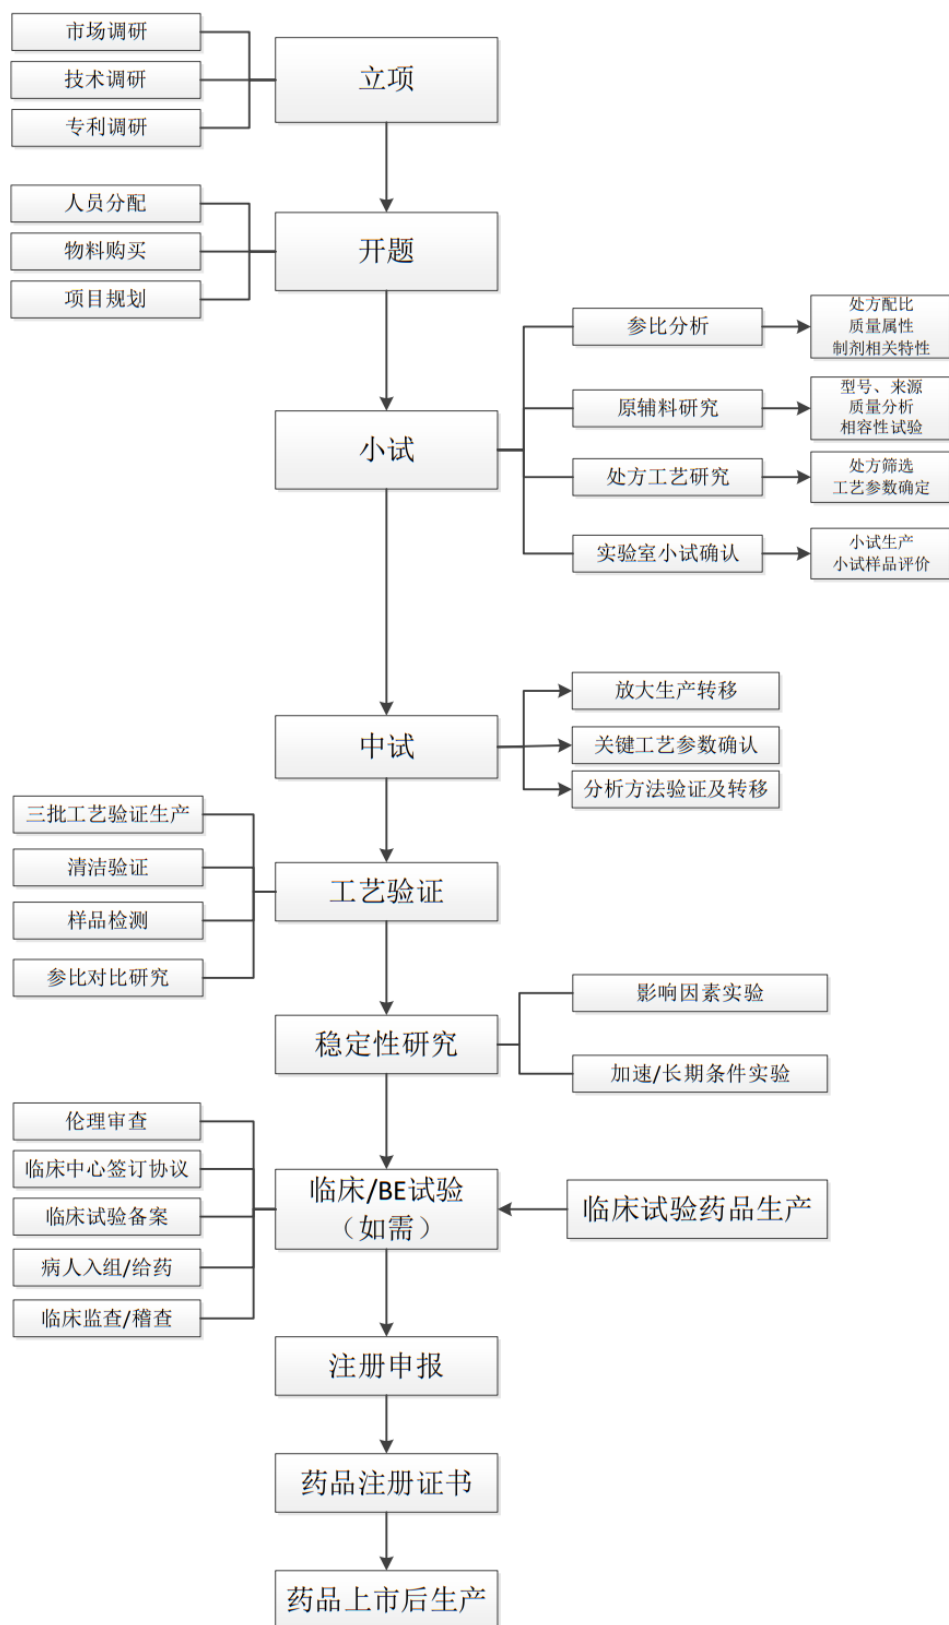 市场调研
技术调研
专利调研
立项
人员分配
物料购买
项目规划
开题
小试
参比分析
处方配比
质量属性
制剂相关特性
原辅料研究
型号、来源
质量分析
相容性试验
处方工艺研究
处方筛选
工艺参数确定
实验室小试确认
小试生产
小试样品评价
中试
放大生产转移
关键工艺参数确认
分析方法验证及转移
三批工艺验证生产
清洁验证
样品检测
参比对比研究
工艺验证
稳定性研究
影响因素实验
加速/长期条件实验
伦理审查
临床中心签订协议
临床试验备案
病人入组/给药
临床监查/稽查
临床/BE试验
（如需）
临床试验药品生产
注册申报
药品注册证书
药品上市后生产